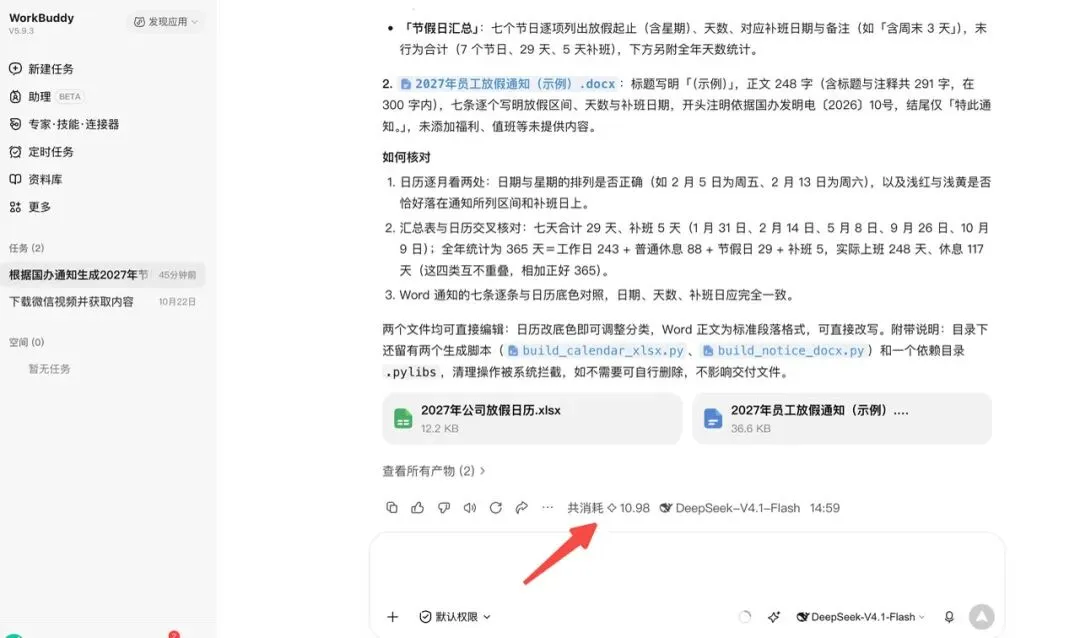 WorkBuddy
V5.9.3
发现应用
新建任务
助理 BETA
专家·技能·连接器
定时任务
资料库
更多
任务 (2)
根据国办通知生成2027年节 45分钟前
下载微信视频并获取内容 10月22日
空间 (0)
暂无任务
• 「节假日汇总」：七个节日逐项列出放假起止（含星期）、天数、对应补班日期与备注（如「含周末 3 天」），末
行为合计（7 个节日、29 天、5 天补班），下方另附全年天数统计。
2. 2027年员工放假通知（示例）.docx：标题写明「（示例）」，正文 248 字（含标题与注释共 291 字，在
300 字内），七条逐个写明放假区间、天数与补班日期，开头注明依据国办发明电〔2026〕10号，结尾仅「特此通
知。」，未添加福利、值班等未提供内容。
如何核对
1. 日历逐月看两处：日期与星期的排列是否正确（如 2 月 5 日为周五、2 月 13 日为周六），以及浅红与浅黄是否
恰好落在通知所列区间和补班日上。
2. 汇总表与日历交叉核对：七天合计 29 天、补班 5 天（1 月 31 日、2 月 14 日、5 月 8 日、9 月 26 日、10 月
9 日）；全年统计为 365 天＝工作日 243 + 普通休息 88 + 节假日 29 + 补班 5，实际上班 248 天、休息 117
天（这四类互不重叠，相加正好 365）。
3. Word 通知的七条逐条与日历底色对照，日期、天数、补班日应完全一致。
两个文件均可直接编辑：日历改底色即可调整分类，Word 正文为标准段落格式，可直接改写。附带说明：目录下
还留有两个生成脚本（ build_calendar_xlsx.py 、 build_notice_docx.py ）和一个依赖目录
.pylibs ，清理操作被系统拦截，如不需要可自行删除，不影响交付文件。
2027年公司放假日历.xlsx
12.2 KB
2027年员工放假通知（示例）....
36.6 KB
查看所有产物 (2)
共消耗 10.98 DeepSeek-V4.1-Flash 14:59
默认权限
DeepSeek-V4.1-Flash